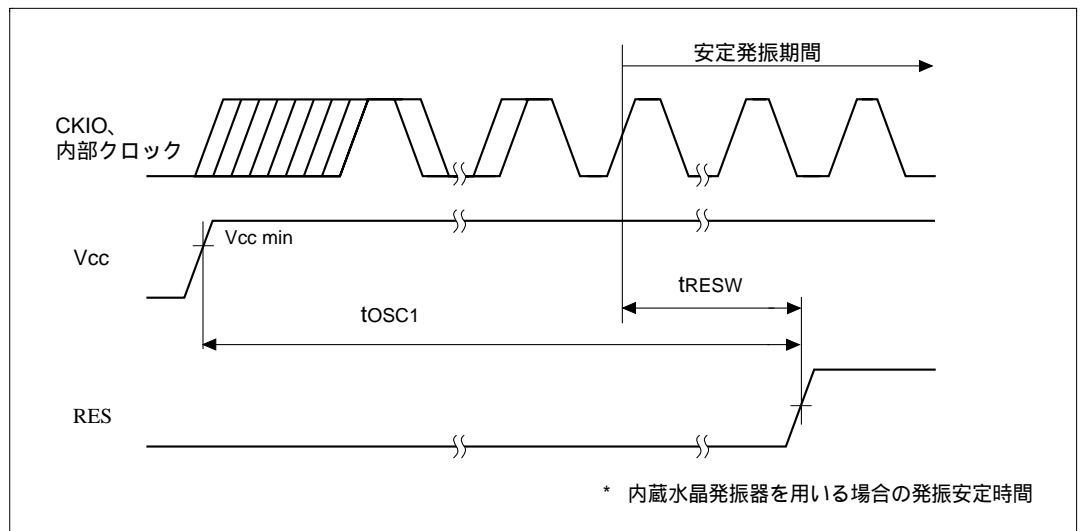 安定発振期間
CKIO、
内部クロック
Vcc min
Vcc
tRESW
tOSC1
RES
* 内蔵水晶発振器を用いる場合の発振安定時間